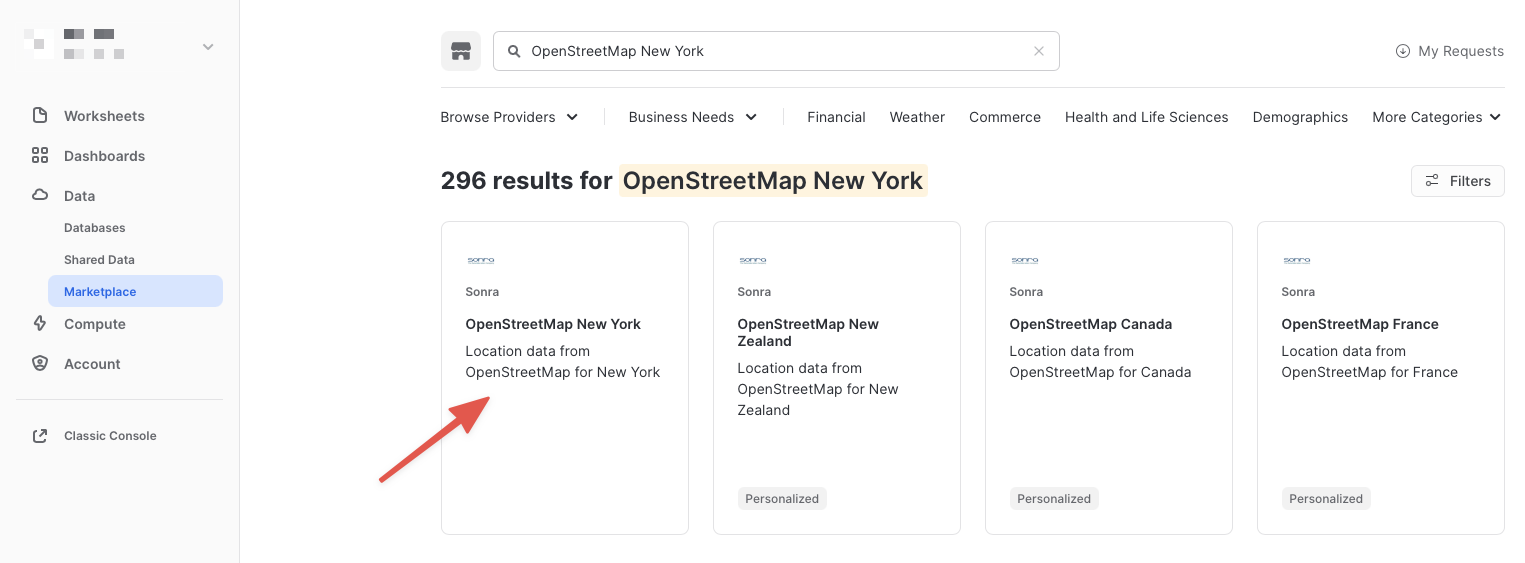 OpenStreetMap New York
My Requests
Worksheets
Dashboards
Data
Databases
Shared Data
Marketplace
Compute
Account
Classic Console
Browse Providers
Business Needs
Financial
Weather
Commerce
Health and Life Sciences
Demographics
More Categories
296 results for OpenStreetMap New York
Filters
sonra
Sonra
OpenStreetMap New York
Location data from
OpenStreetMap for New York
sonra
Sonra
OpenStreetMap New
Zealand
Location data from
OpenStreetMap for New
Zealand
Personalized
sonra
Sonra
OpenStreetMap Canada
Location data from
OpenStreetMap for Canada
Personalized
sonra
Sonra
OpenStreetMap France
Location data from
OpenStreetMap for France
Personalized